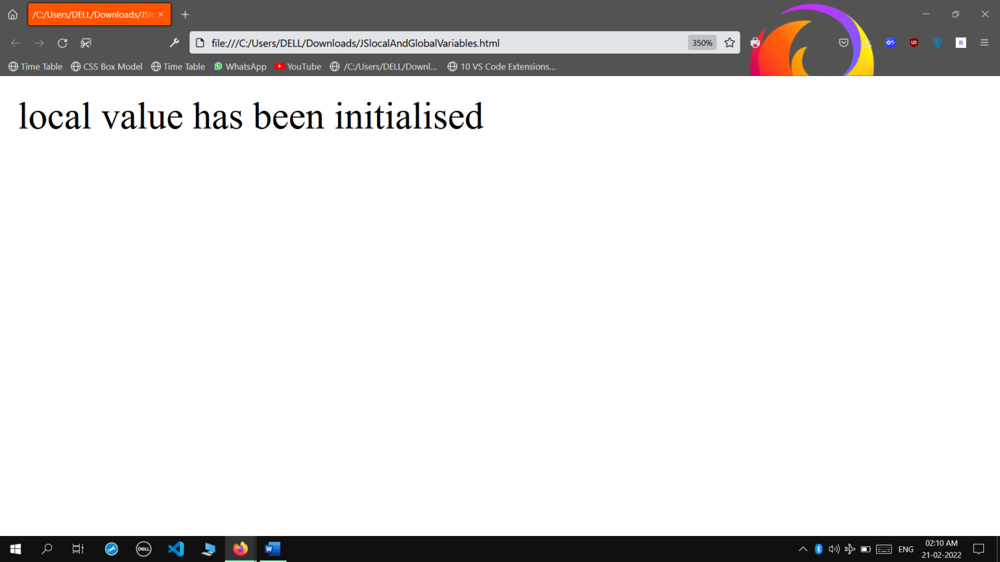 /C:/Users/DELL/Downloads/JSlo
file:///C:/Users/DELL/Downloads/JSlocalAndGlobalVariables.html 350%
Time Table CSS Box Model Time Table WhatsApp YouTube /C:/Users/DELL/Downl... 10 VS Code Extensions...
local value has been initialised
DELL
W
ENG
02:10 AM
21-02-2022